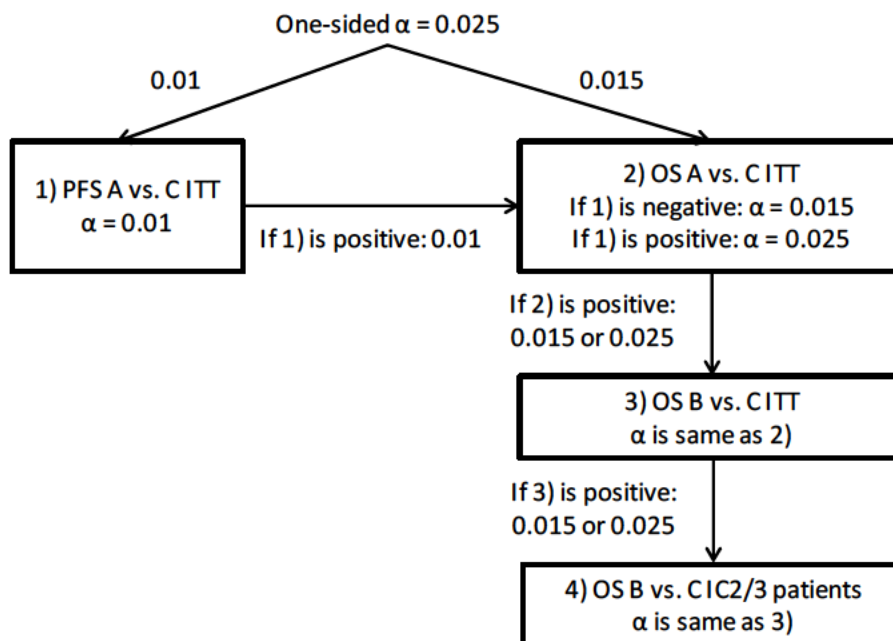 One-sided α = 0.025
0.01
0.015
1) PFS A vs. C ITT
α = 0.01
If 1) is positive: 0.01
2) OS A vs. C ITT
If 1) is negative: α = 0.015
If 1) is positive: α = 0.025
If 2) is positive:
0.015 or 0.025
3) OS B vs. C ITT
α is same as 2)
If 3) is positive:
0.015 or 0.025
4) OS B vs. C IC2/3 patients
α is same as 3)